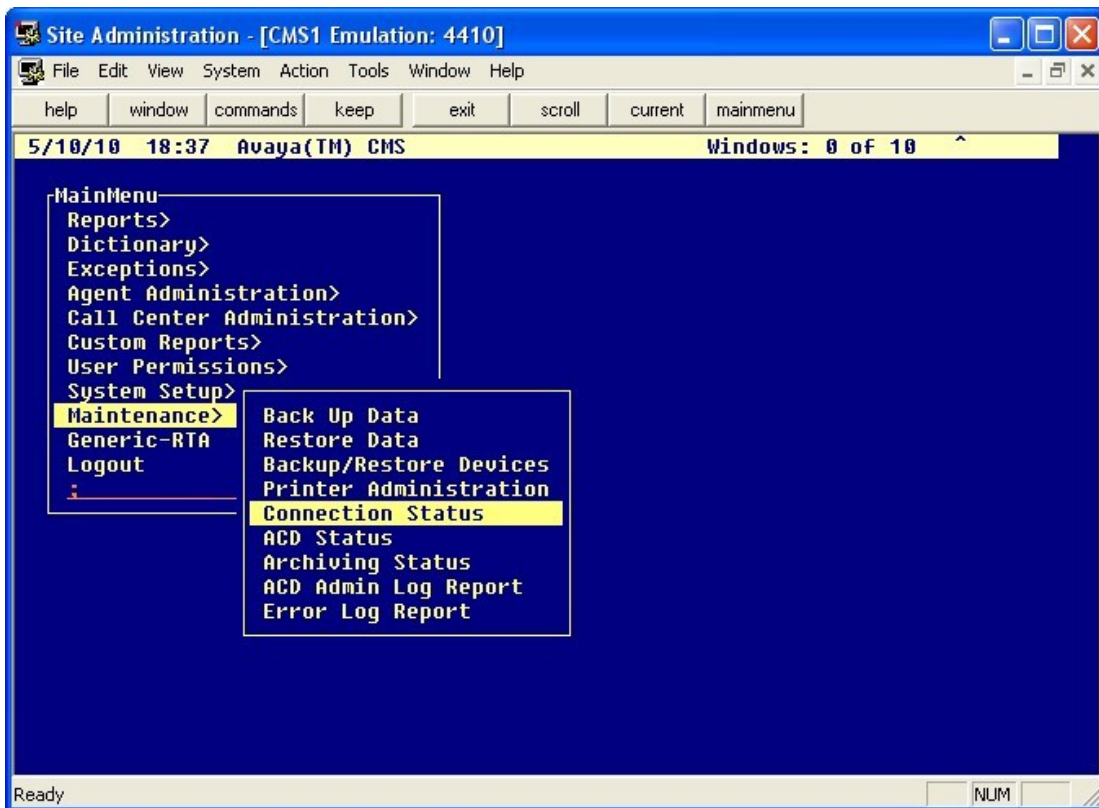 Site Administration - [CMS1 Emulation: 4410]
File Edit View System Action Tools Window Help
help window commands keep exit scroll current mainmenu
5/10/10 18:37 Avaya(TM) CMS Windows: 0 of 10 ^
MainMenu
Reports>
Dictionary>
Exceptions>
Agent Administration>
Call Center Administration>
Custom Reports>
User Permissions>
System Setup>
Maintenance>
Generic-RTA
Logout
;
Back Up Data
Restore Data
Backup/Restore Devices
Printer Administration
Connection Status
ACD Status
Archiving Status
ACD Admin Log Report
Error Log Report
Ready NUM